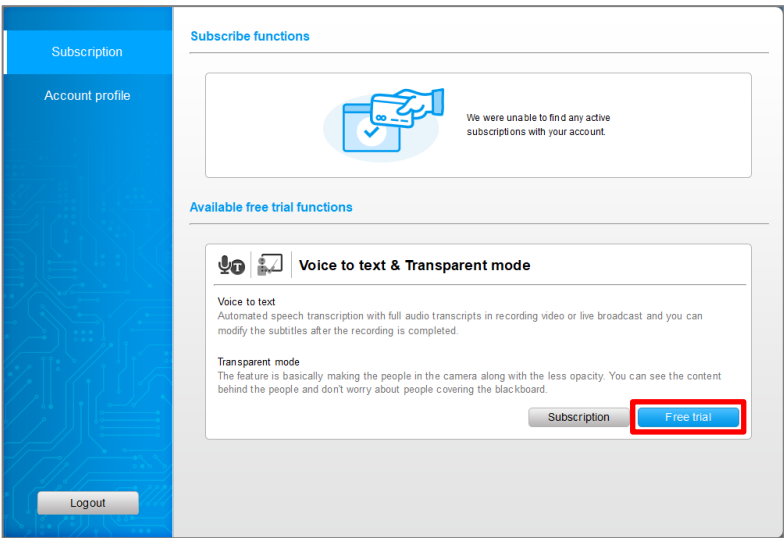 Subscription
Account profile
Logout
Subscribe functions
We were unable to find any active
subscriptions with your account.
Available free trial functions
Voice to text & Transparent mode
Voice to text
Automated speech transcription with full audio transcripts in recording video or live broadcast and you can
modify the subtitles after the recording is completed.
Transparent mode
The feature is basically making the people in the camera along with the less opacity. You can see the content
behind the people and don't worry about people covering the blackboard.
Subscription
Free trial